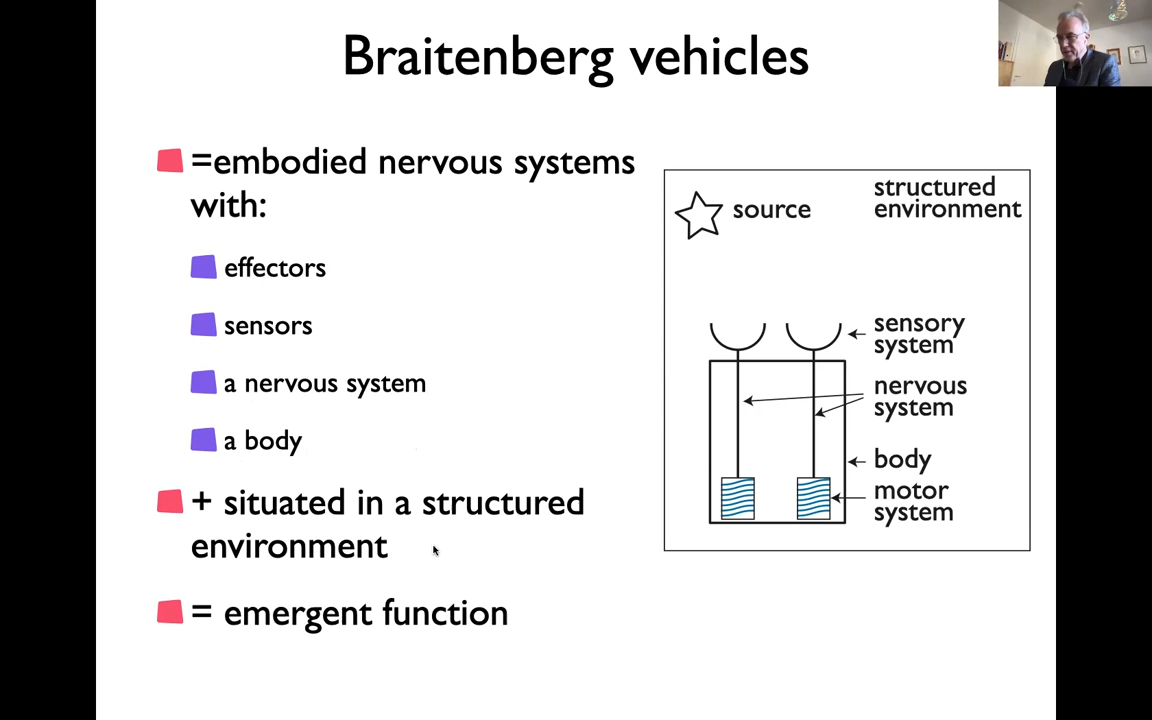 Braitenberg vehicles
=embodied nervous systems
with:
effectors
sensors
a nervous system
a body
+ situated in a structured
environment
= emergent function
source
structured
environment
sensory
system
nervous
system
body
motor
system